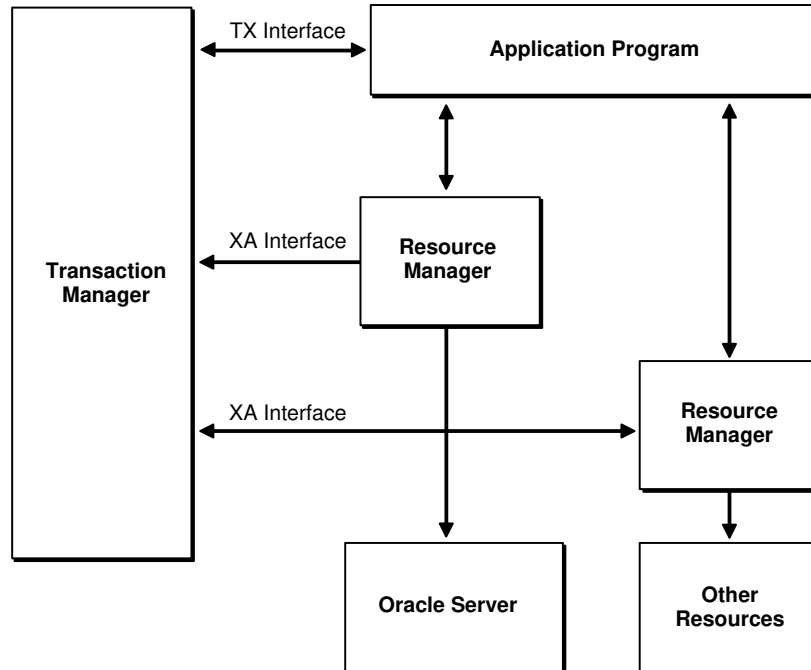 TX Interface
Application Program
XA Interface
Resource
Manager
Transaction
Manager
XA Interface
Resource
Manager
Oracle Server
Other
Resources